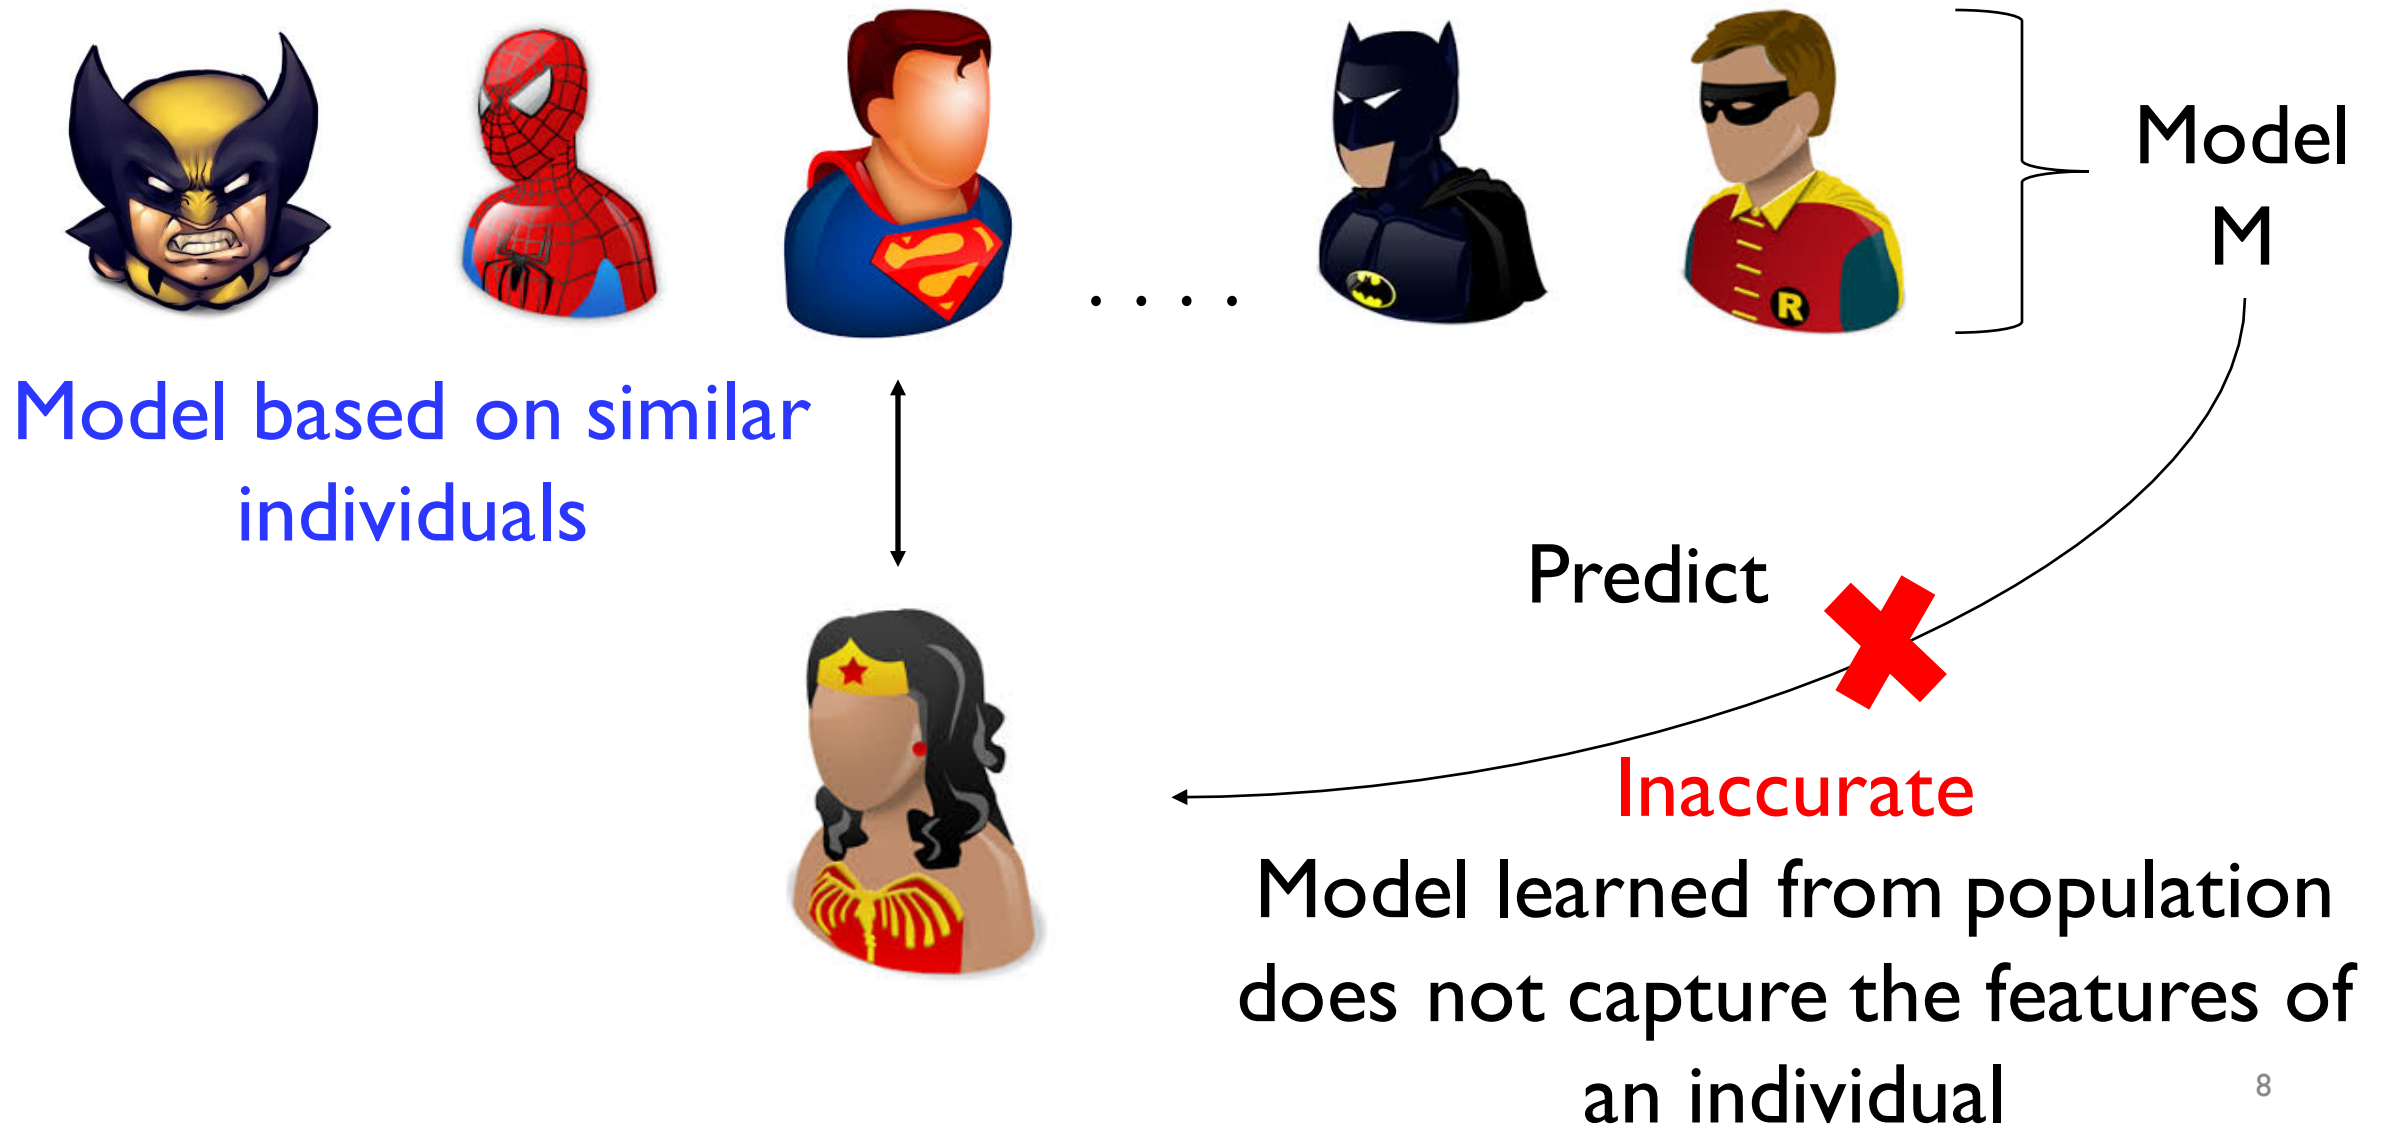 Model
M
R
. . . .
Model based on similar
individuals
Predict
Inaccurate
Model learned from population
does not capture the features of
an individual
8